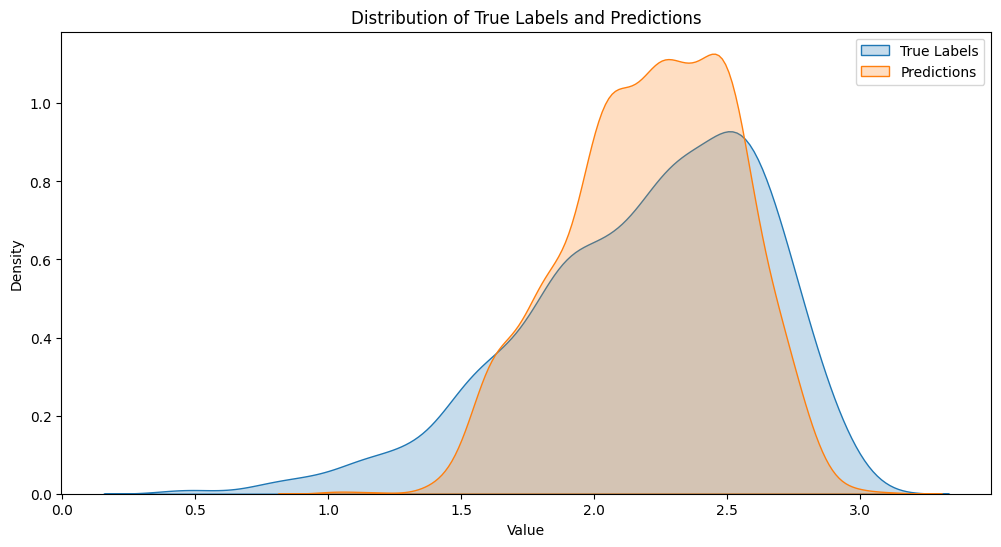 Distribution of True Labels and Predictions
True Labels
Predictions
Density
1.0
0.8
0.6
0.4
0.2
0.0
0.0 0.5 1.0 1.5 2.0 2.5 3.0
Value